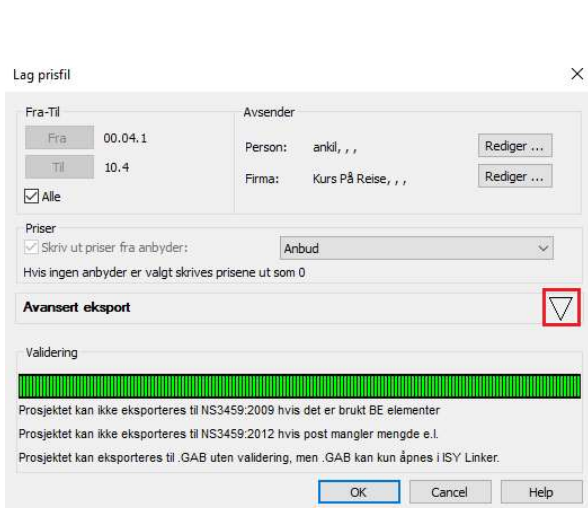 Lag prisfil
Fra-Til
Fra 00.04.1
Til 10.4
Alle
Avsender
Person: ankil, , , Rediger ...
Firma: Kurs På Reise, , , Rediger ...
Priser
Skriv ut priser fra anbyder: Anbud
Hvis ingen anbyder er valgt skrives prisene ut som 0
Avansert eksport
Validering
Prosjektet kan ikke eksporteres til NS3459:2009 hvis det er brukt BE elementer
Prosjektet kan ikke eksporteres til NS3459:2012 hvis post mangler mengde e.l.
Prosjektet kan eksporteres til .GAB uten validering, men .GAB kan kun åpnes i ISY Linker.
OK Cancel Help